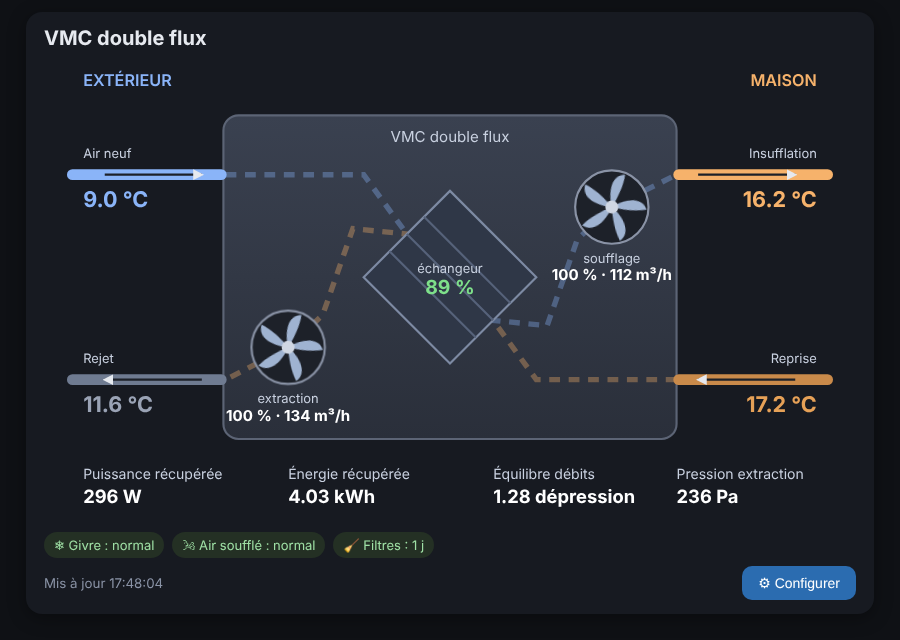 VMC double flux
EXTÉRIEUR
MAISON
VMC double flux
Air neuf
9.0 °C
Insufflation
16.2 °C
soufflage
100 % · 112 m³/h
échangeur
89 %
Rejet
11.6 °C
extraction
100 % · 134 m³/h
Reprise
17.2 °C
Puissance récupérée
296 W
Énergie récupérée
4.03 kWh
Équilibre débits
1.28 dépression
Pression extraction
236 Pa
❄ Givre : normal
🌬 Air soufflé : normal
🧹 Filtres : 1 j
Mis à jour 17:48:04
⚙ Configurer